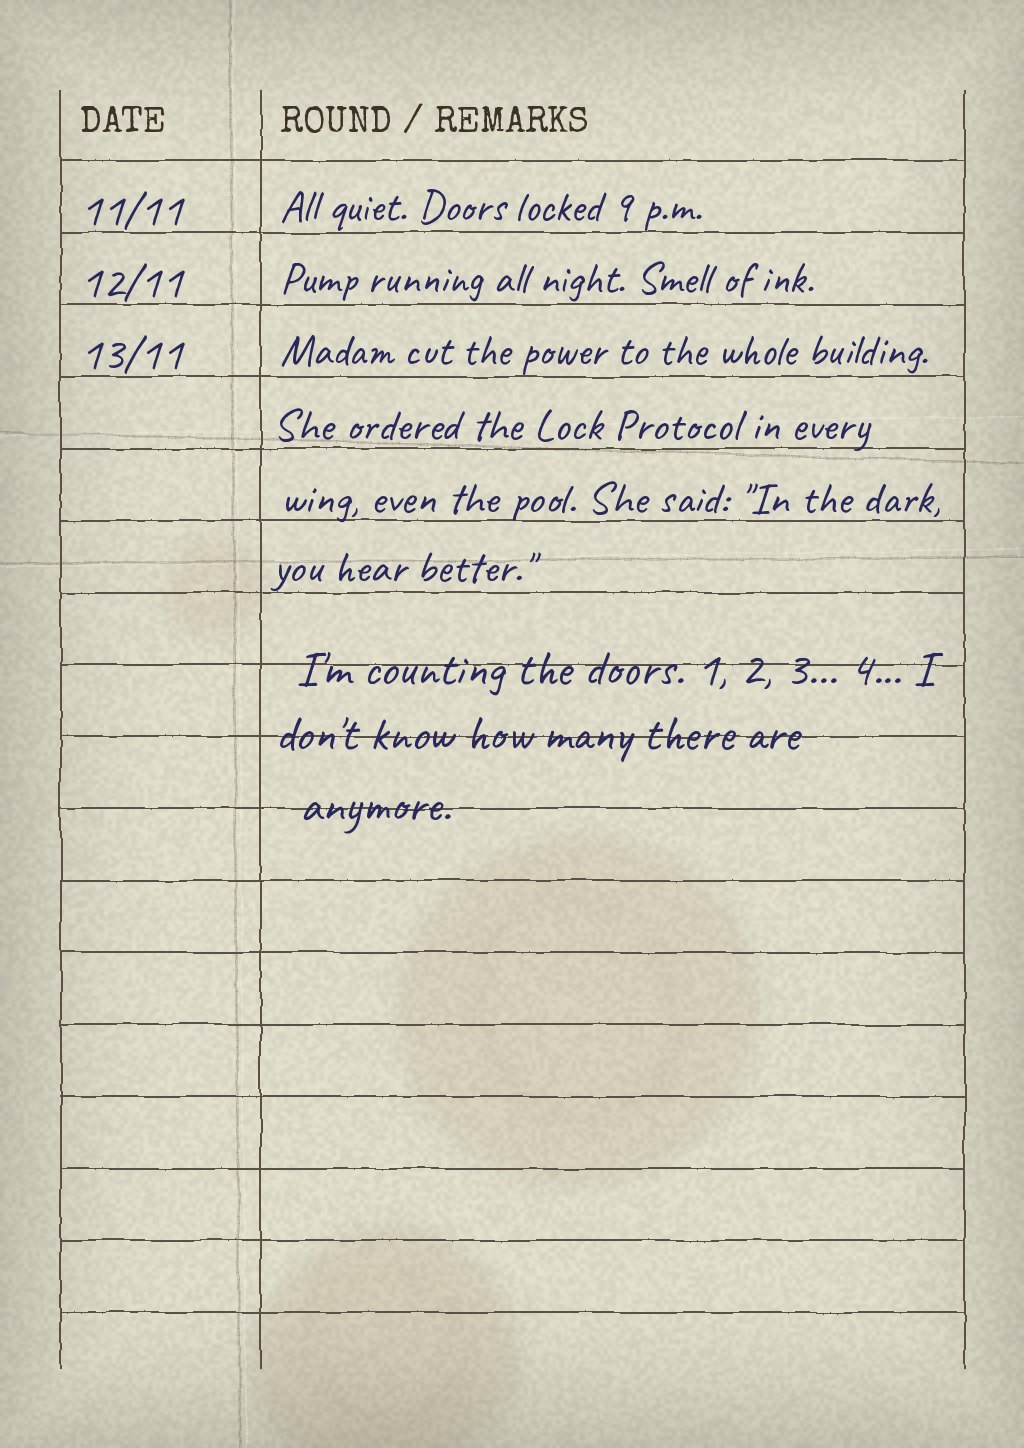 DATE ROUND / REMARKS
11/11 All quiet. Doors locked 9 p.m.
12/11 Pump running all night. Smell of ink.
13/11 Madam cut the power to the whole building.
She ordered the Lock Protocol in every
wing, even the pool. She said: "In the dark,
you hear better."
I'm counting the doors. 1, 2, 3... 4... I
don't know how many there are
anymore.